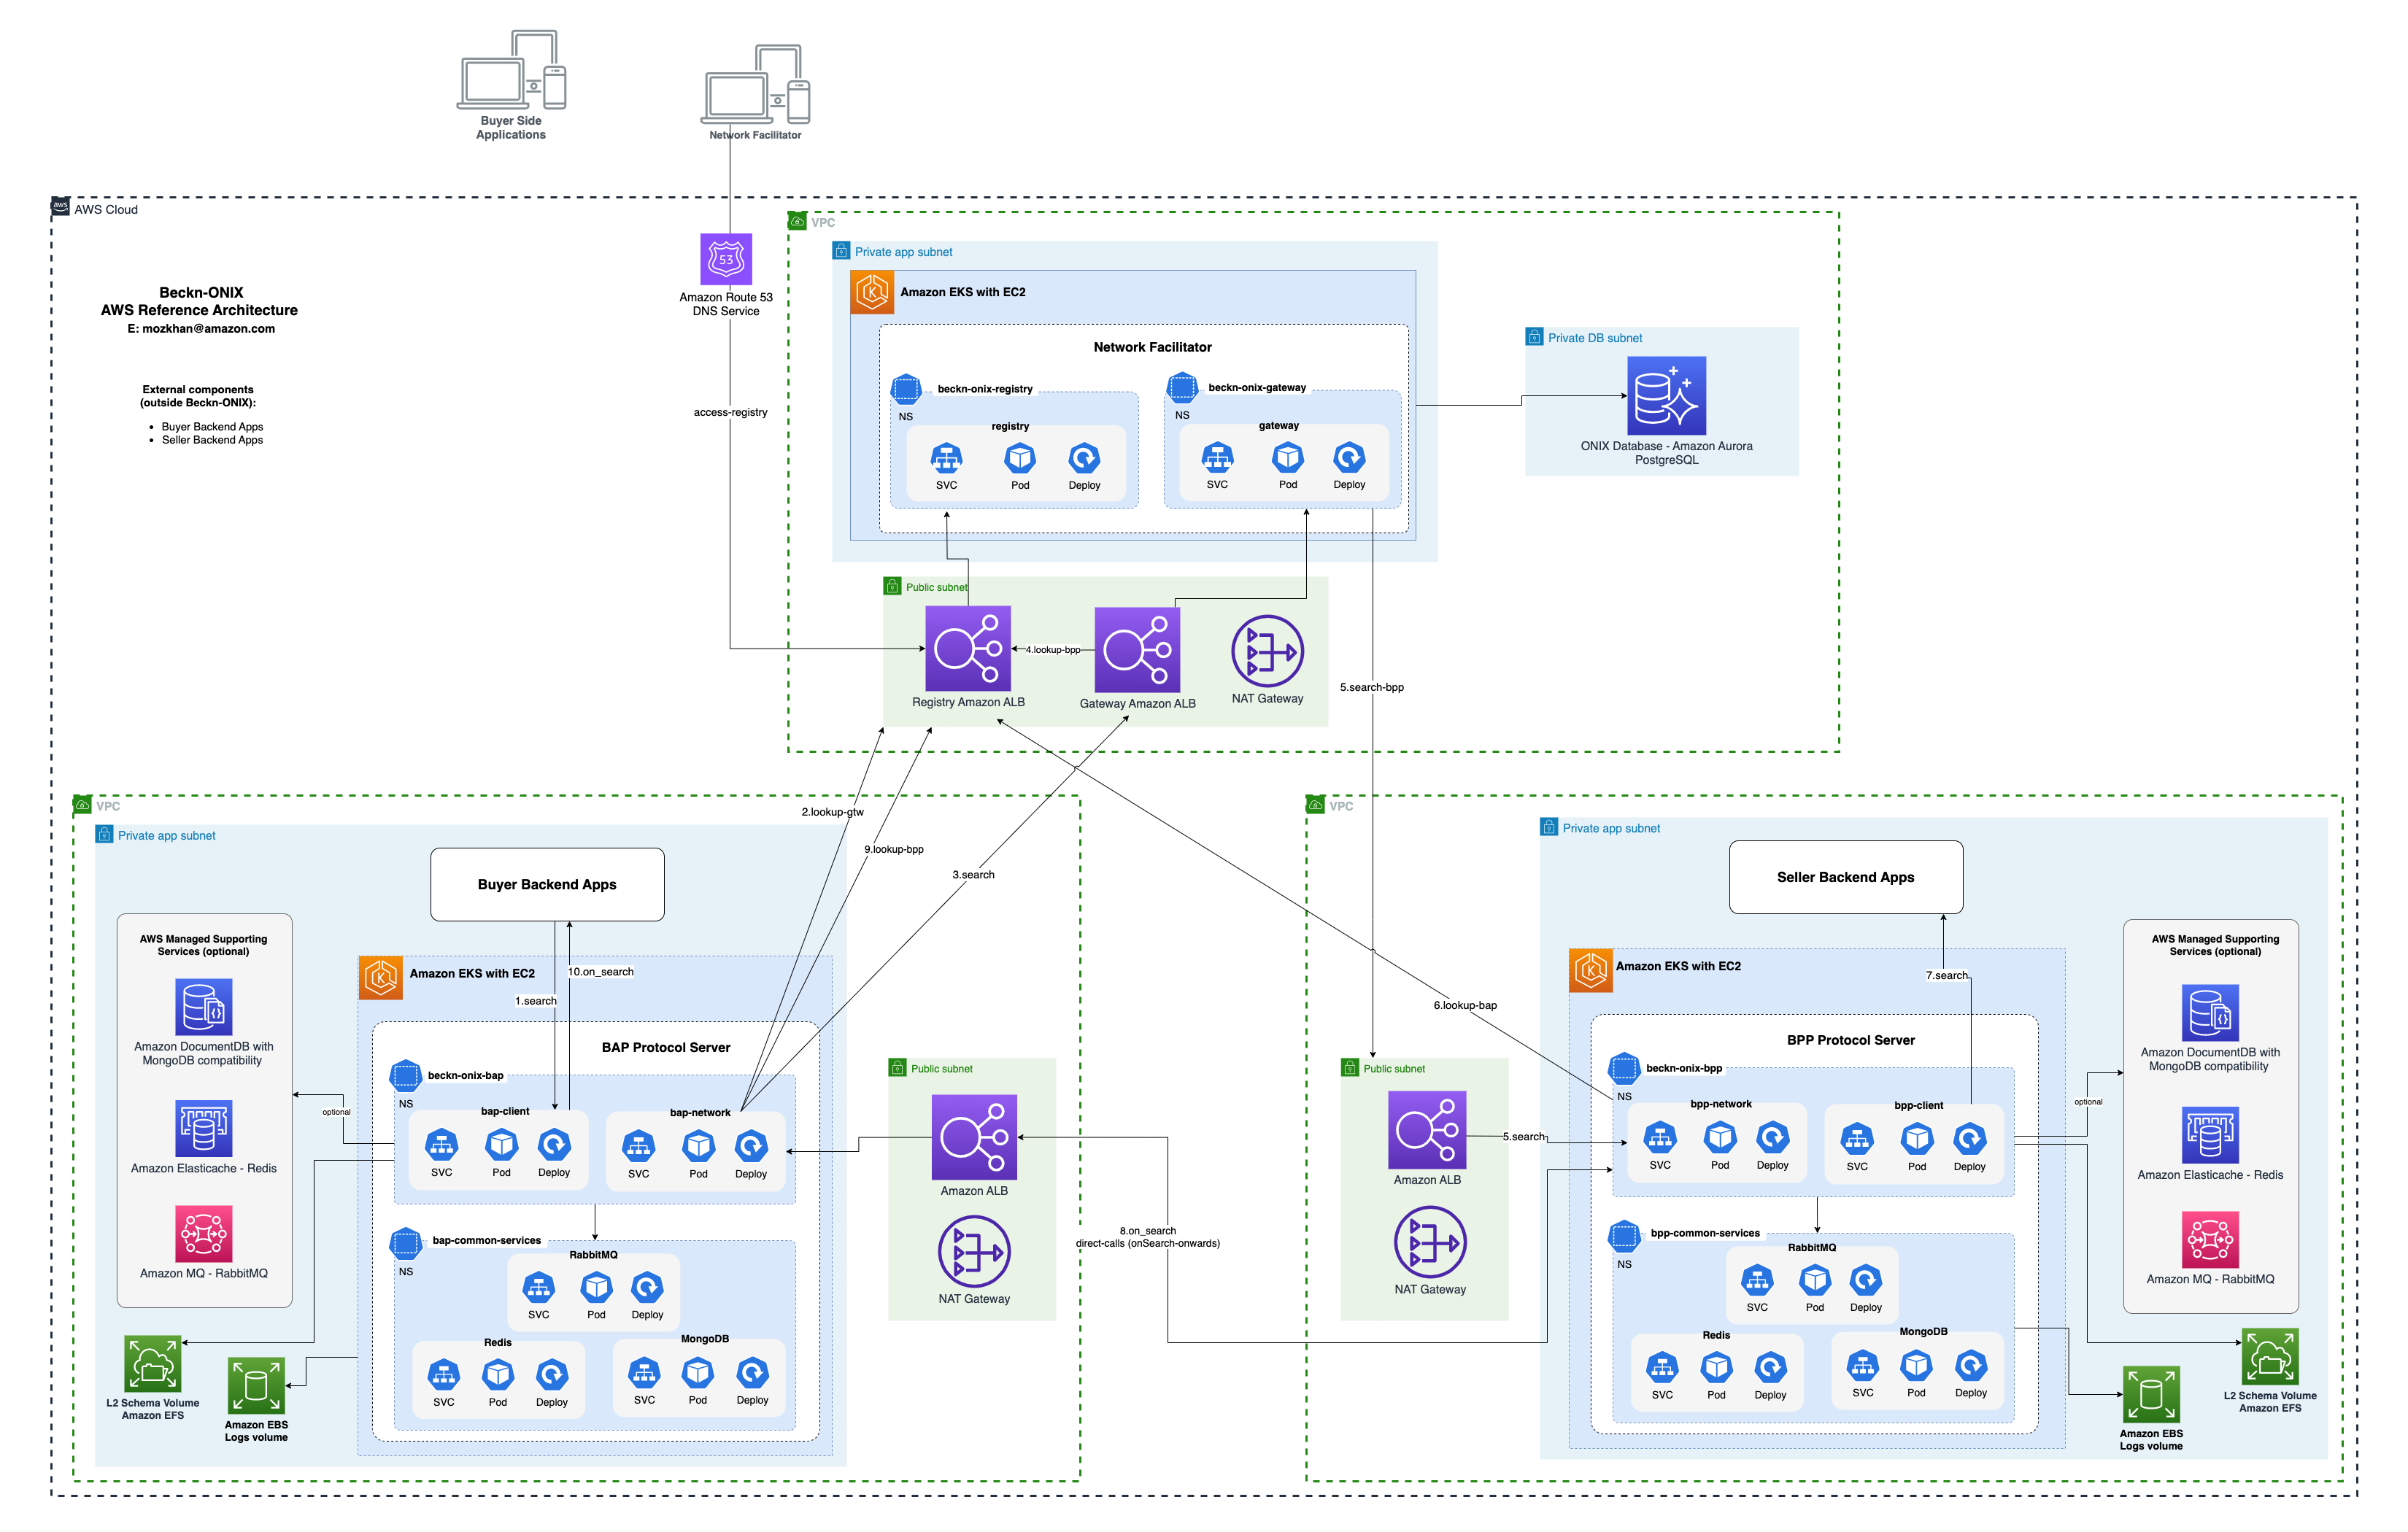 Buyer Side
Applications
Network Facilitator
aws
AWS Cloud
Beckn-ONIX
AWS Reference Architecture
E: mozkhan@amazon.com
External components
(outside Beckn-ONIX):
• Buyer Backend Apps
• Seller Backend Apps
53
Amazon Route 53
DNS Service
access-registry
VPC
Private app subnet
Amazon EKS with EC2
Network Facilitator
beckn-onix-registry
NS
registry
SVC
Pod
Deploy
beckn-onix-gateway
NS
gateway
SVC
Pod
Deploy
Private DB subnet
ONIX Database - Amazon Aurora
PostgreSQL
Public subnet
Registry Amazon ALB
4.lookup-bpp
Gateway Amazon ALB
NAT Gateway
5.search-bpp
2.lookup-gtw
9.lookup-bpp
3.search
6.lookup-bap
VPC
Private app subnet
Buyer Backend Apps
AWS Managed Supporting
Services (optional)
Amazon DocumentDB with
MongoDB compatibility
Amazon Elasticache - Redis
Amazon MQ - RabbitMQ
optional
L2 Schema Volume
Amazon EFS
Amazon EBS
Logs volume
10.on_search
1.search
Amazon EKS with EC2
BAP Protocol Server
beckn-onix-bap
NS
bap-client
SVC
Pod
Deploy
bap-network
SVC
Pod
Deploy
bap-common-services
NS
RabbitMQ
SVC
Pod
Deploy
Redis
SVC
Pod
Deploy
MongoDB
SVC
Pod
Deploy
Public subnet
Amazon ALB
NAT Gateway
8.on_search
direct-calls (onSearch-onwards)
VPC
Public subnet
Amazon ALB
NAT Gateway
5.search
Private app subnet
Seller Backend Apps
7.search
Amazon EKS with EC2
BPP Protocol Server
beckn-onix-bpp
NS
bpp-network
SVC
Pod
Deploy
bpp-client
SVC
Pod
Deploy
bpp-common-services
NS
RabbitMQ
SVC
Pod
Deploy
Redis
SVC
Pod
Deploy
MongoDB
SVC
Pod
Deploy
optional
AWS Managed Supporting
Services (optional)
Amazon DocumentDB with
MongoDB compatibility
Amazon Elasticache - Redis
Amazon MQ - RabbitMQ
L2 Schema Volume
Amazon EFS
Amazon EBS
Logs volume